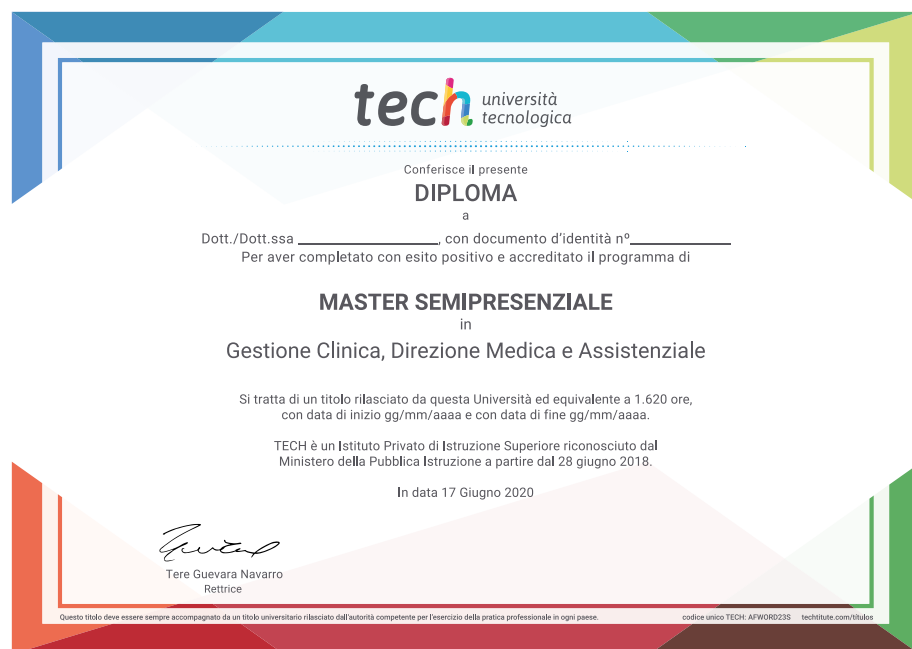 tech università
tecnologica
Conferisce il presente
DIPLOMA
a
Dott./Dott.ssa , con documento d'identità nº
Per aver completato con esito positivo e accreditato il programma di
MASTER SEMIPRESENZIALE
in
Gestione Clinica, Direzione Medica e Assistenziale
Si tratta di un titolo rilasciato da questa Università ed equivalente a 1.620 ore,
con data di inizio gg/mm/aaaa e con data di fine gg/mm/aaaa.
TECH è un Istituto Privato di Istruzione Superiore riconosciuto dal
Ministero della Pubblica Istruzione a partire dal 28 giugno 2018.
In data 17 Giugno 2020
Tere Guevara Navarro
Rettrice
Questo titolo deve essere sempre accompagnato da un titolo universitario rilasciato dall'autorità competente per l'esercizio della pratica professionale in ogni paese. codice unico TECH: AFWORD23S techtitute.com/titulos